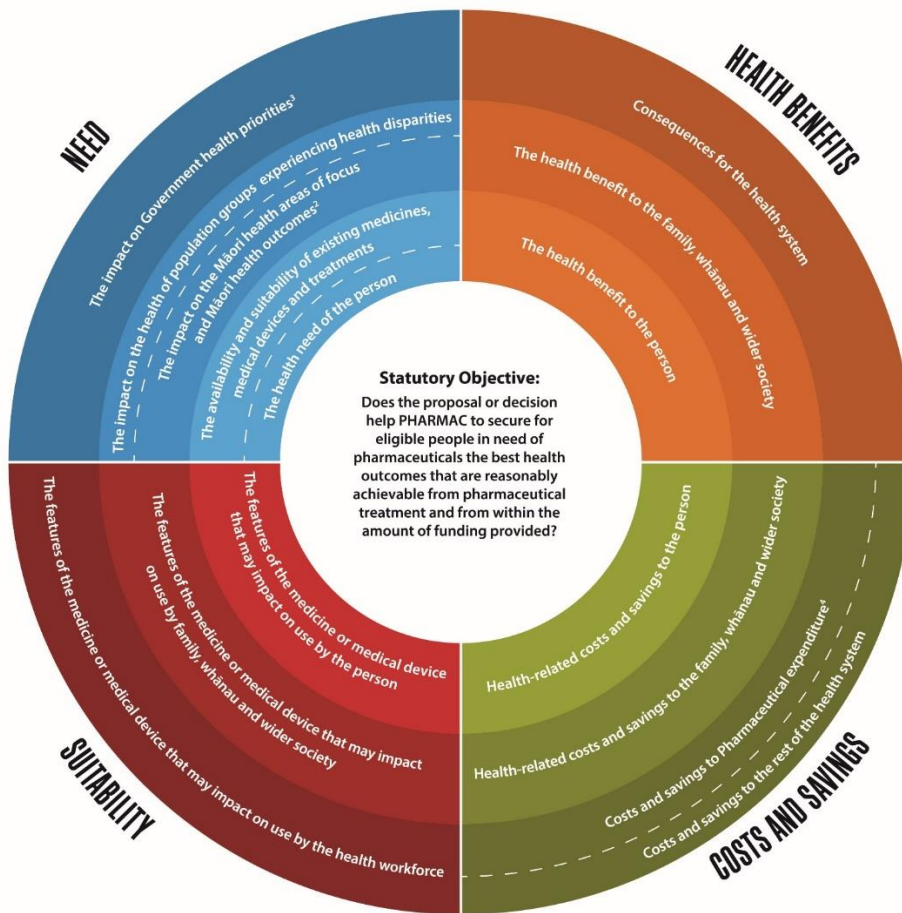 NEED
The impact on Government health priorities³
The impact on the health of population groups experiencing health disparities
The impact on the Māori health areas of focus
and Māori health outcomes²
The availability and suitability of existing medicines,
medical devices and treatments
The health need of the person
HEALTH BENEFITS
Consequences for the health system
The health benefit to the family, whānau and wider society
The health benefit to the person
Statutory Objective:
Does the proposal or decision
help PHARMAC to secure for
eligible people in need of
pharmaceuticals the best health
outcomes that are reasonably
achievable from pharmaceutical
treatment and from within the
amount of funding provided?
SUITABILITY
The features of the medicine or medical device
that may impact on use by the person
The features of the medicine or medical device that may impact
on use by family, whānau and wider society
The features of the medicine or medical device that may impact on use by the health workforce
COSTS AND SAVINGS
Health-related costs and savings to the person
Health-related costs and savings to the family, whānau and wider society
Costs and savings to Pharmaceutical expenditure⁴
Costs and savings to the rest of the health system